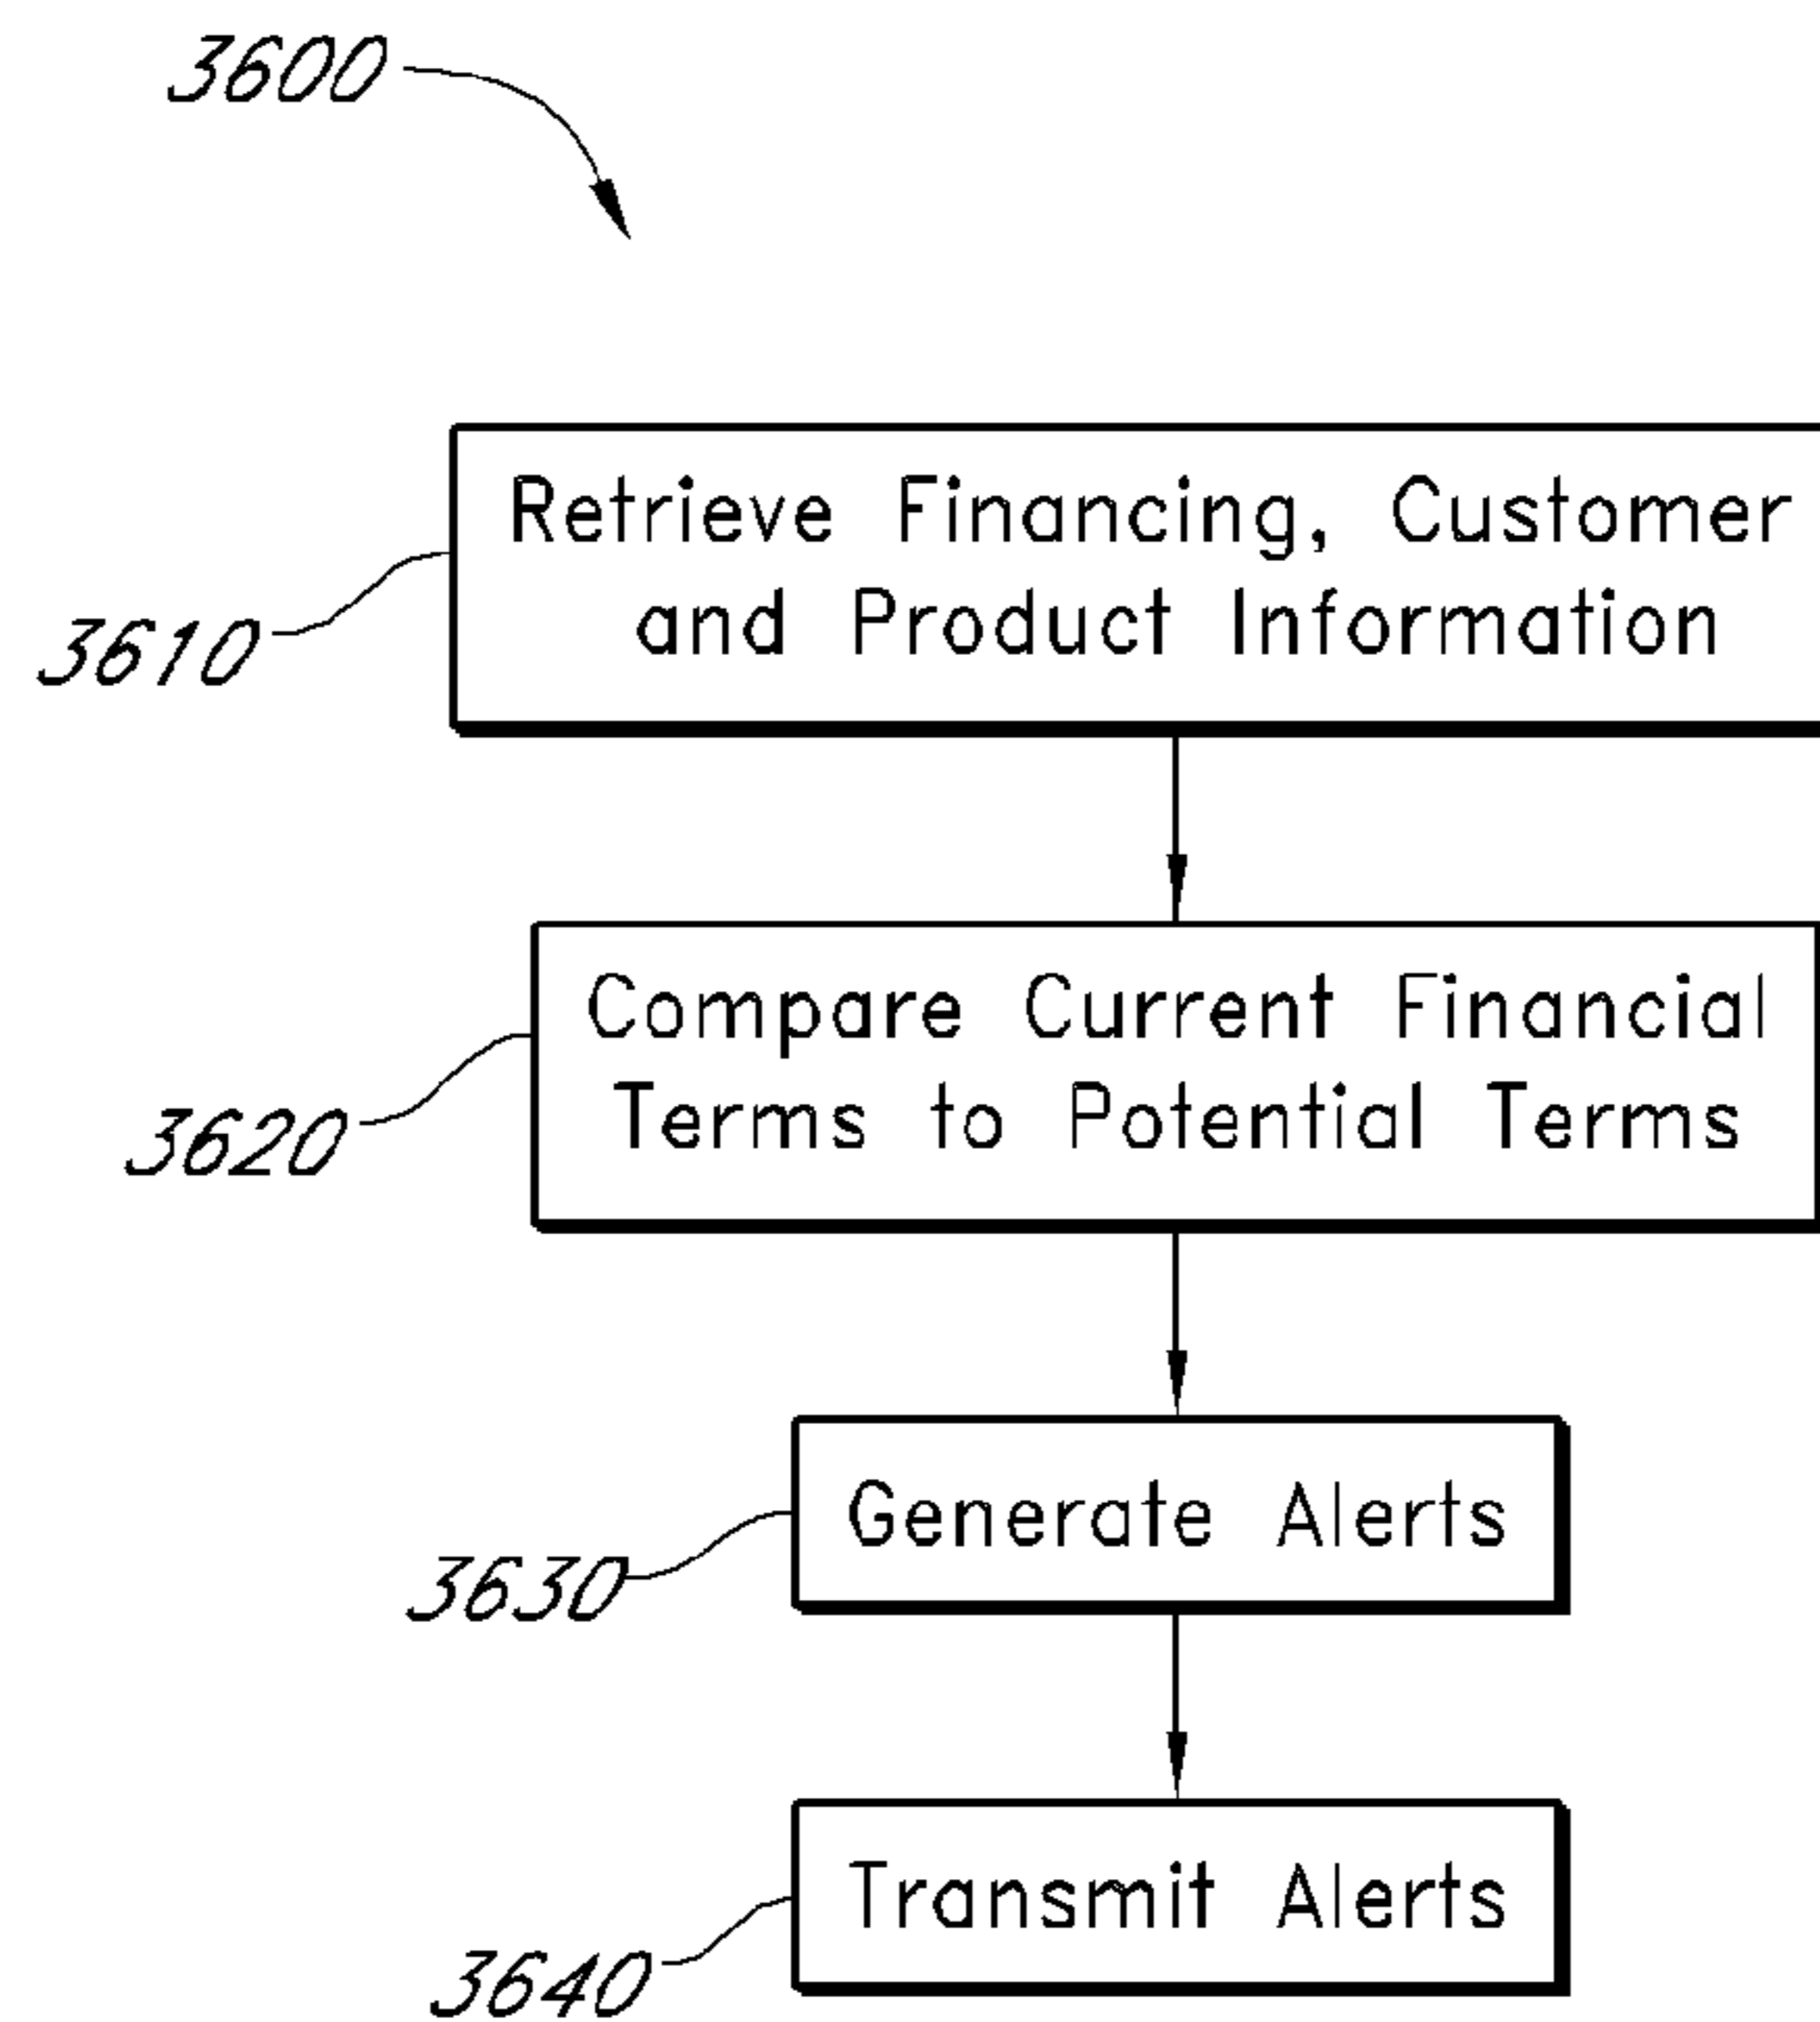 3600
Retrieve Financing, Customer
and Product Information
3610
Compare Current Financial
Terms to Potential Terms
3620
Generate Alerts
3630
Transmit Alerts
3640